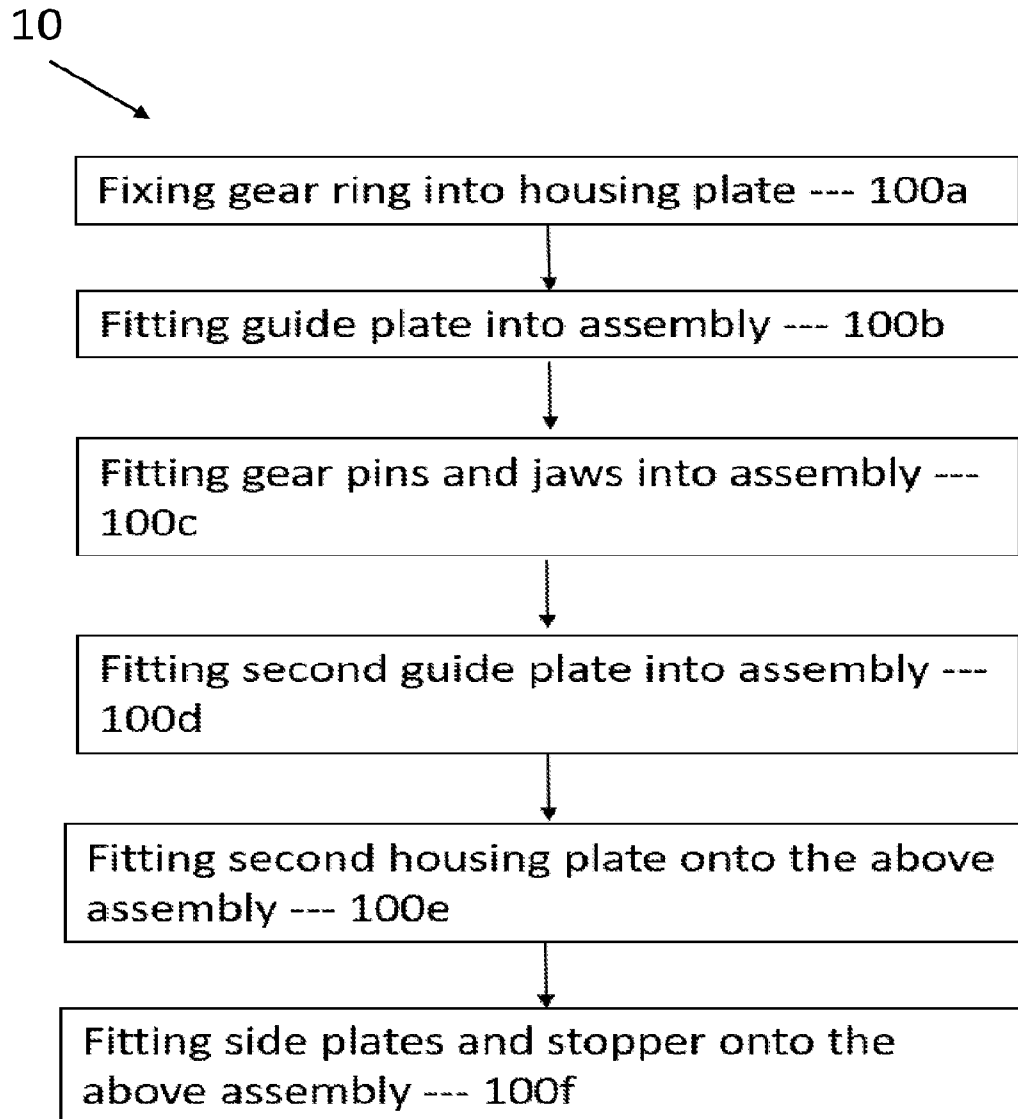 10
Fixing gear ring into housing plate --- 100a
Fitting guide plate into assembly --- 100b
Fitting gear pins and jaws into assembly ---
100c
Fitting second guide plate into assembly ---
100d
Fitting second housing plate onto the above
assembly --- 100e
Fitting side plates and stopper onto the
above assembly --- 100f